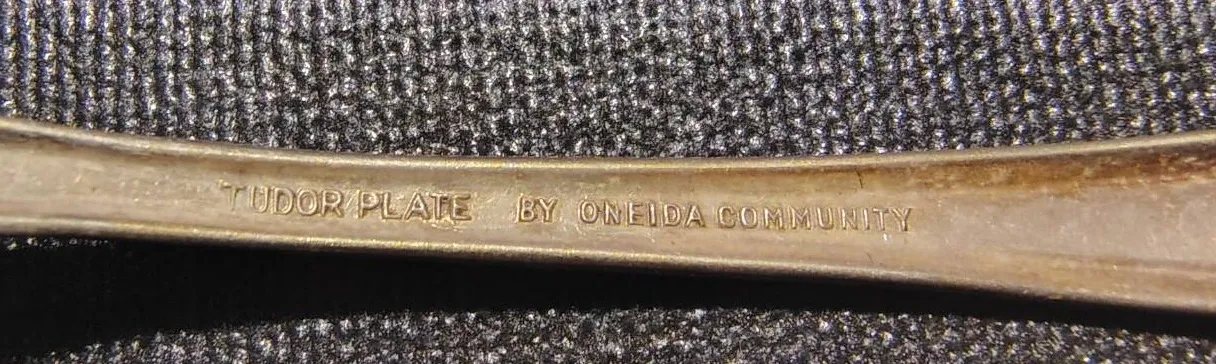 TUDOR PLATE BY ONEIDA COMMUNITY